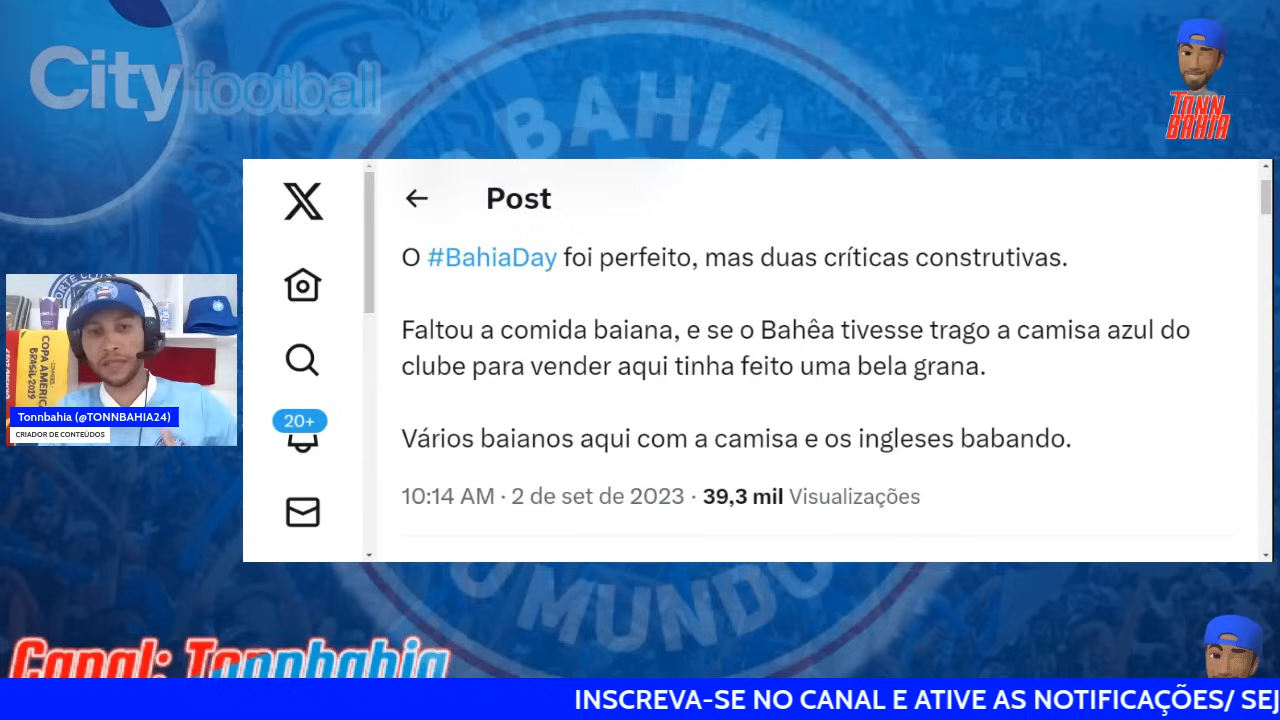 City football
BAHIA
TONN
BAHIA
Post
O #BahiaDay foi perfeito, mas duas críticas construtivas.
Faltou a comida baiana, e se o Bahêa tivesse trago a camisa azul do
clube para vender aqui tinha feito uma bela grana.
20+
Vários baianos aqui com a camisa e os ingleses babando.
10:14 AM · 2 de set de 2023 · 39,3 mil Visualizações
COPA AMERICA
BRASIL 2019
Tonnbahia (@TONNBAHIA24)
CRIADOR DE CONTEÚDOS
O MUNDO
Canal: Tonnbahia
INSCREVA-SE NO CANAL E ATIVE AS NOTIFICAÇÕES/ SEJ